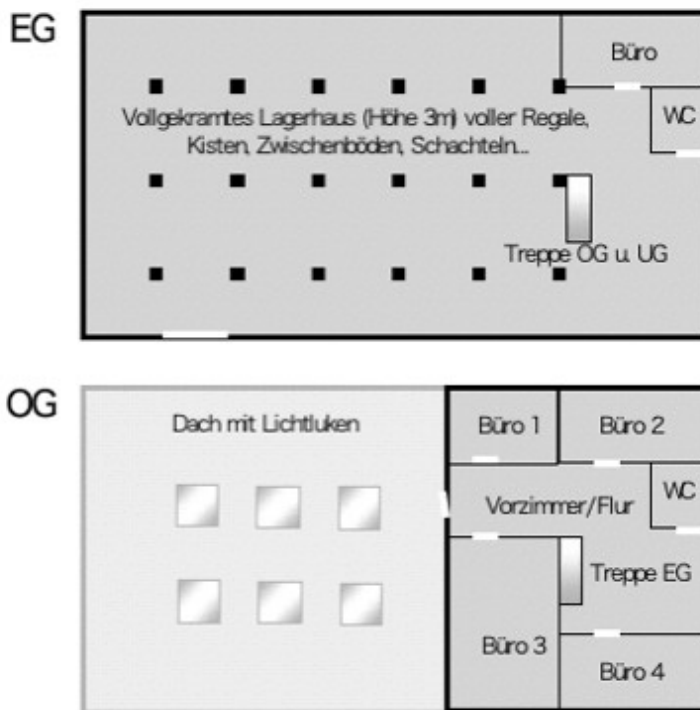 EG
Büro
Vollgekramtes Lagerhaus (Höhe 3m) voller Regale,
Kisten, Zwischenböden, Schachteln...
WC
Treppe OG u. UG
OG
Dach mit Lichtluken
Büro 1
Büro 2
Vorzimmer/Flur
WC
Treppe EG
Büro 3
Büro 4